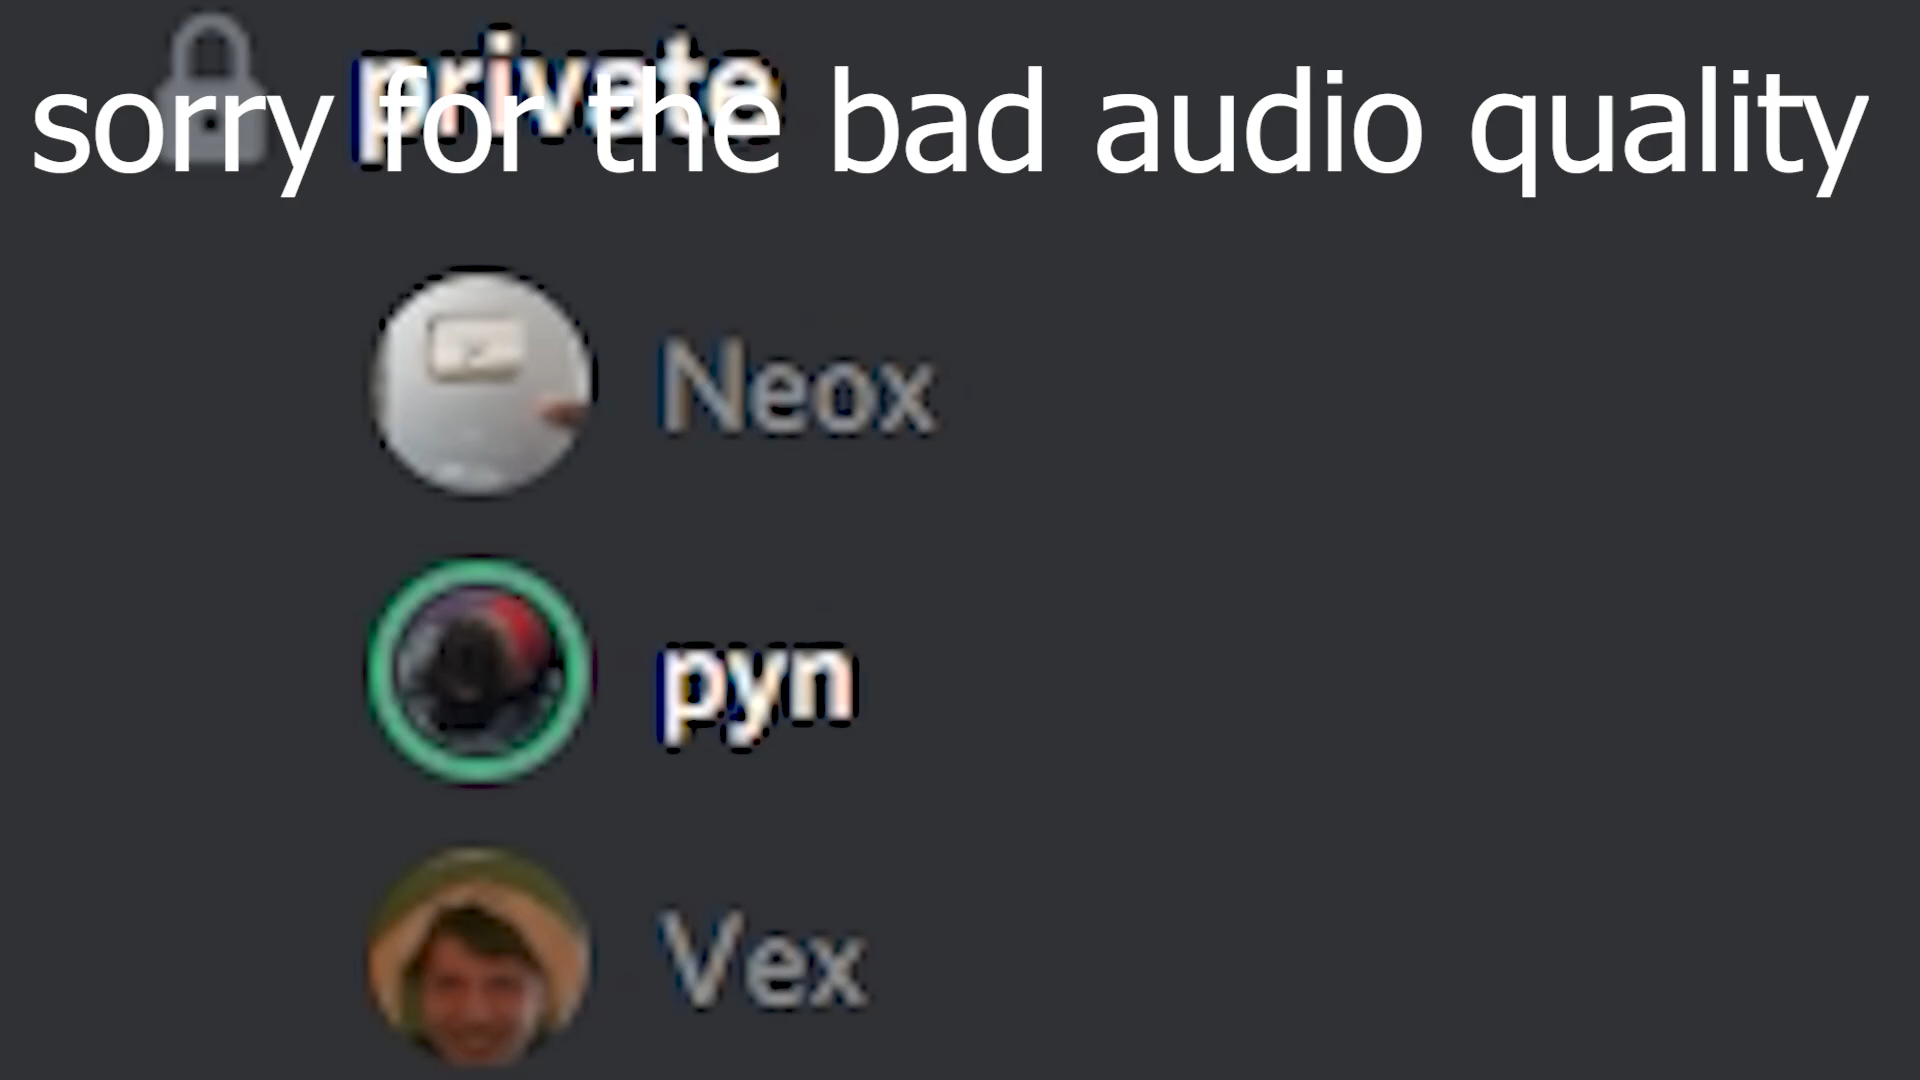 private
sorry for the bad audio quality
Neox
pyn
Vex